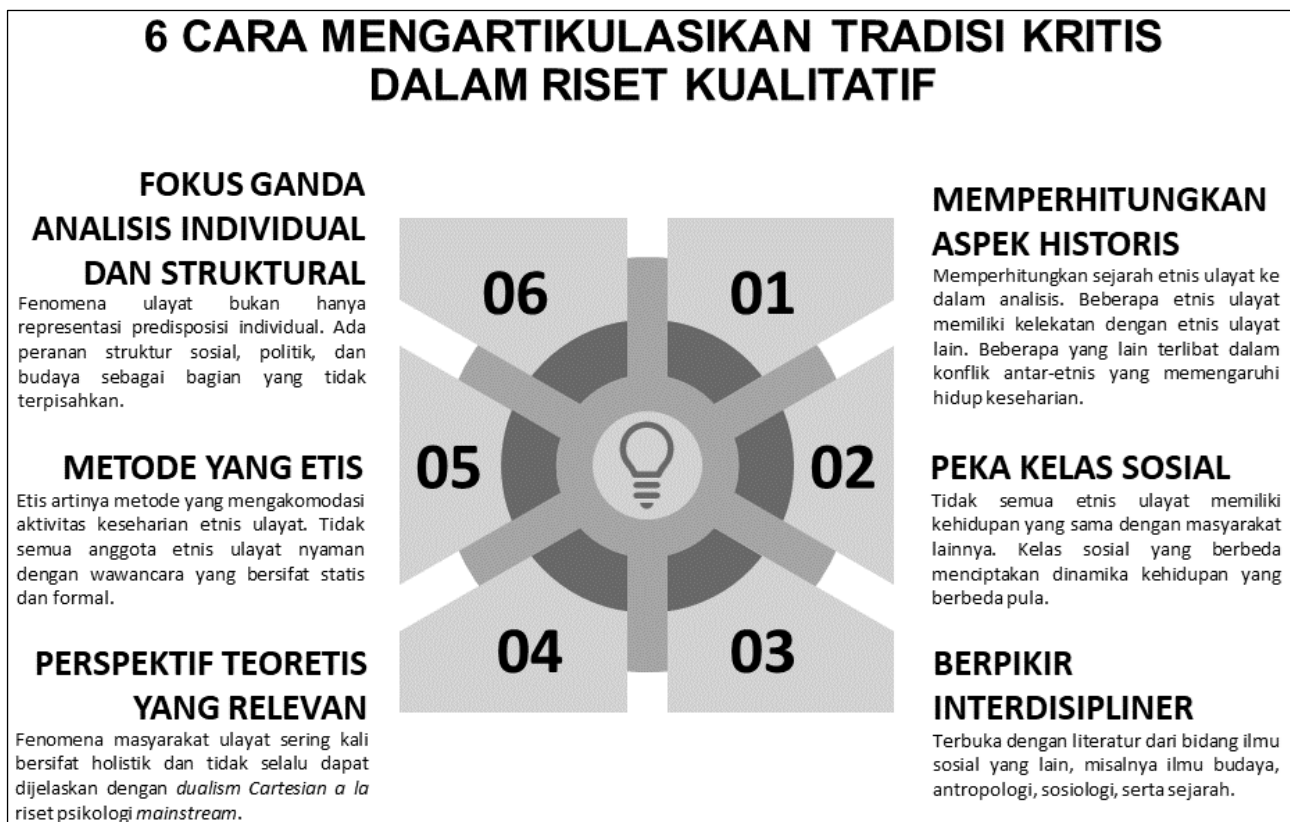 6 CARA MENGARTIKULASIKAN TRADISI KRITIS
DALAM RISET KUALITATIF
FOKUS GANDA
ANALISIS INDIVIDUAL
DAN STRUKTURAL
Fenomena ulayat bukan hanya
representasi predisposisi individual. Ada
peranan struktur sosial, politik, dan
budaya sebagai bagian yang tidak
terpisahkan.
METODE YANG ETIS
Etis artinya metode yang mengakomodasi
aktivitas keseharian etnis ulayat. Tidak
semua anggota etnis ulayat nyaman
dengan wawancara yang bersifat statis
dan formal.
PERSPEKTIF TEORETIS
YANG RELEVAN
Fenomena masyarakat ulayat sering kali
bersifat holistik dan tidak selalu dapat
dijelaskan dengan dualism Cartesian a la
riset psikologi mainstream.
06
01
05
02
04
03
MEMPERHITUNGKAN
ASPEK HISTORIS
Memperhitungkan sejarah etnis ulayat ke
dalam analisis. Beberapa etnis ulayat
memiliki kelekatan dengan etnis ulayat
lain. Beberapa yang lain terlibat dalam
konflik antar-etnis yang memengaruhi
hidup keseharian.
PEKA KELAS SOSIAL
Tidak semua etnis ulayat memiliki
kehidupan yang sama dengan masyarakat
lainnya. Kelas sosial yang berbeda
menciptakan dinamika kehidupan yang
berbeda pula.
BERPIKIR
INTERDISIPLINER
Terbuka dengan literatur dari bidang ilmu
sosial yang lain, misalnya ilmu budaya,
antropologi, sosiologi, serta sejarah.